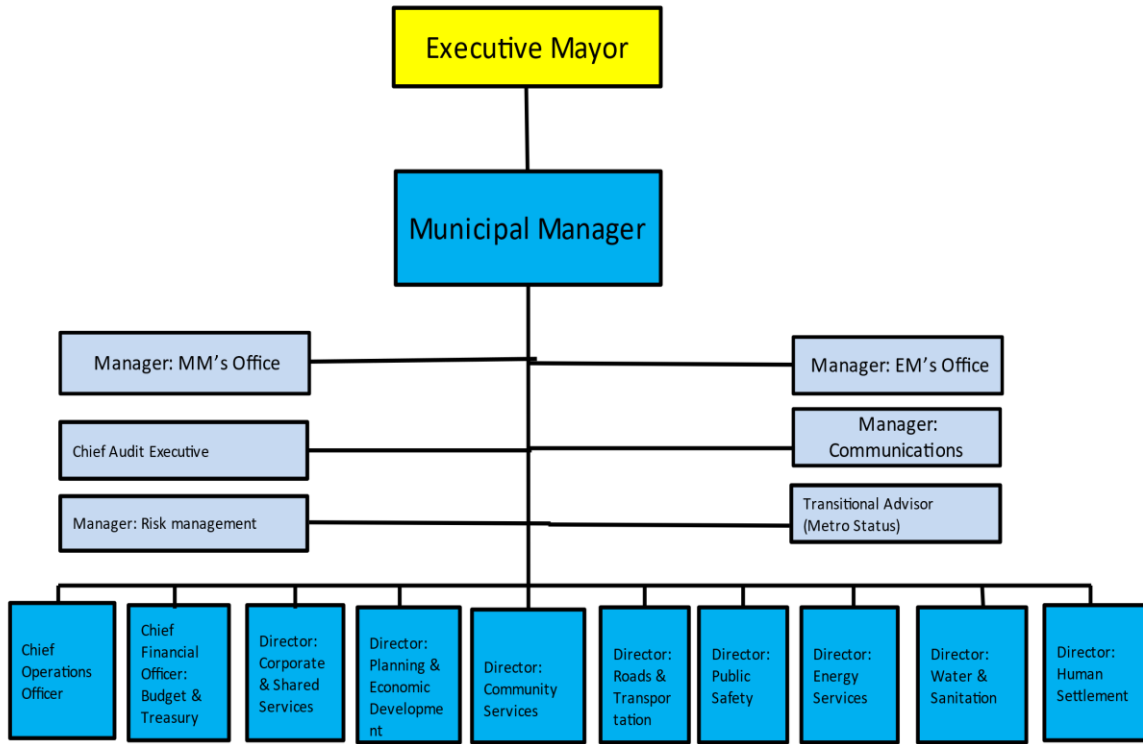 Executive Mayor
Municipal Manager
Manager: MM’s Office
Manager: EM’s Office
Chief Audit Executive
Manager:
Communications
Manager: Risk management
Transitional Advisor
(Metro Status)
Chief
Operations
Officer
Chief
Financial
Officer:
Budget &
Treasury
Director:
Corporate
& Shared
Services
Director:
Planning &
Economic
Developme
nt
Director:
Community
Services
Director:
Roads &
Transpor
tation
Director:
Public
Safety
Director:
Energy
Services
Director:
Water &
Sanitation
Director:
Human
Settlement